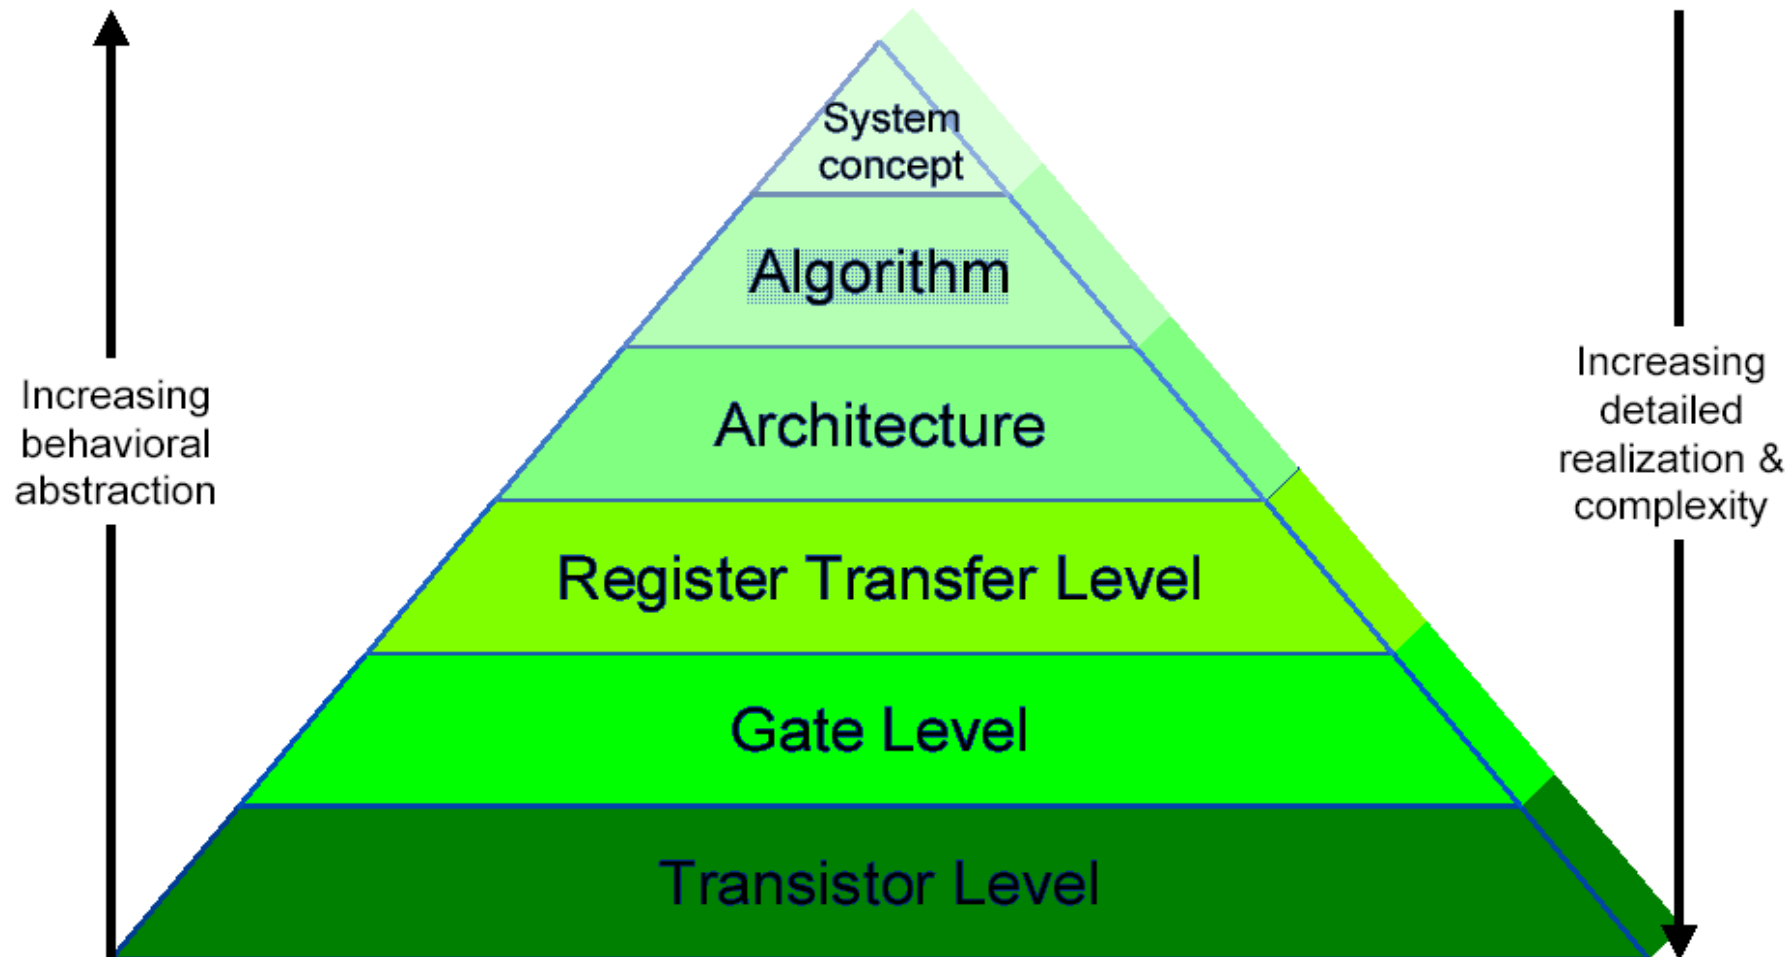 System
concept
Algorithm
Architecture
Register Transfer Level
Gate Level
Transistor Level
Increasing
behavioral
abstraction
Increasing
detailed
realization &
complexity